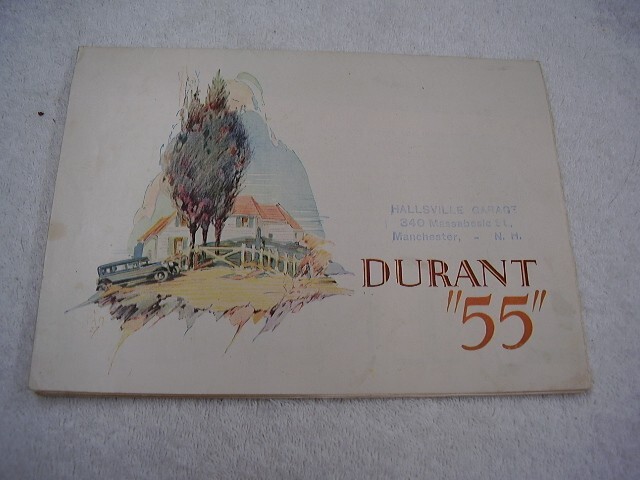 HALLSVILLE GARAGE
340 Massabesic St,
Manchester, - N. H.
DURANT
"55"